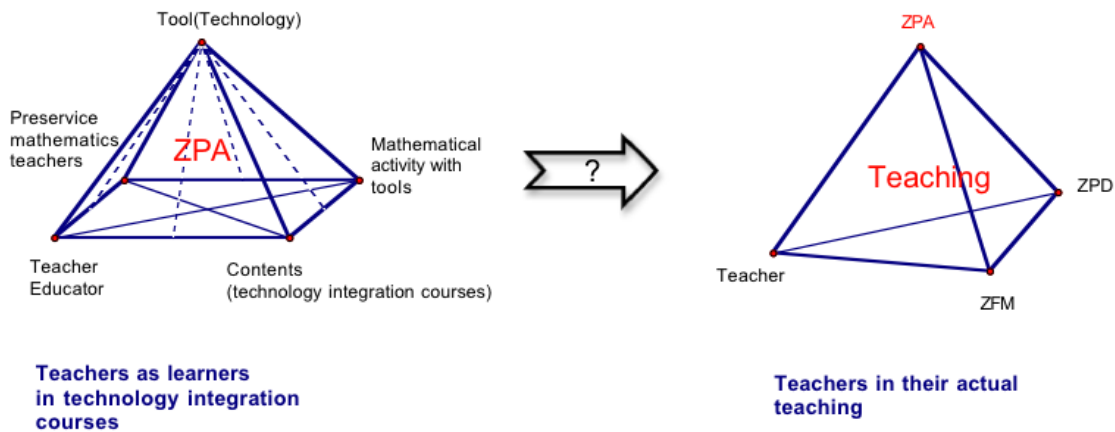 Tool(Technology)
Preservice
mathematics
teachers
ZPA
Mathematical
activity with
tools
Teacher
Educator
Contents
(technology integration courses)
Teachers as learners
in technology integration
courses
?
ZPA
Teaching
ZPD
Teacher
ZFM
Teachers in their actual
teaching